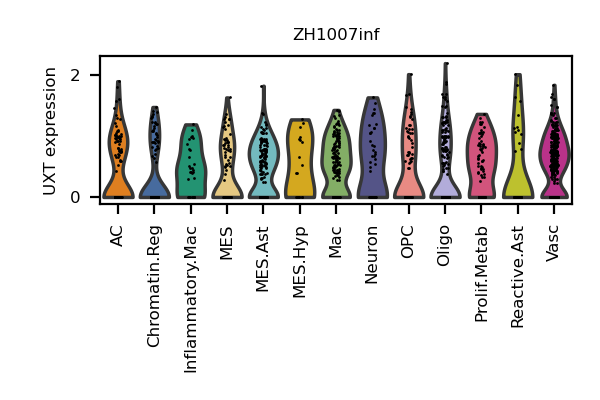 ZH1007inf
UXT expression
2
0
AC
Chromatin.Reg
Inflammatory.Mac
MES
MES.Ast
MES.Hyp
Mac
Neuron
OPC
Oligo
Prolif.Metab
Reactive.Ast
Vasc